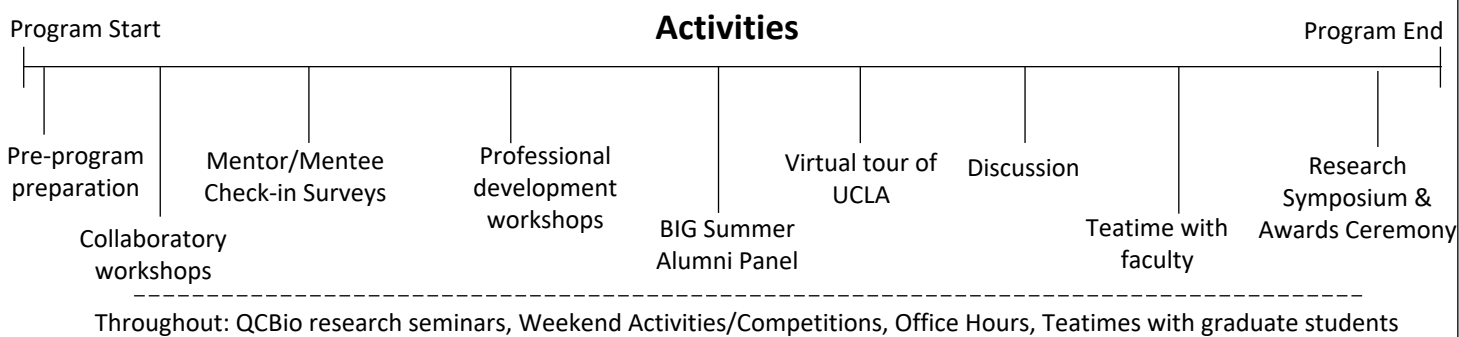 Activities
Program Start
Program End
Pre-program
preparation
Collaboratory
workshops
Mentor/Mentee
Check-in Surveys
Professional
development
workshops
BIG Summer
Alumni Panel
Virtual tour of
UCLA
Discussion
Teatime with
faculty
Research
Symposium &
Awards Ceremony
Throughout: QCBio research seminars, Weekend Activities/Competitions, Office Hours, Teatimes with graduate students